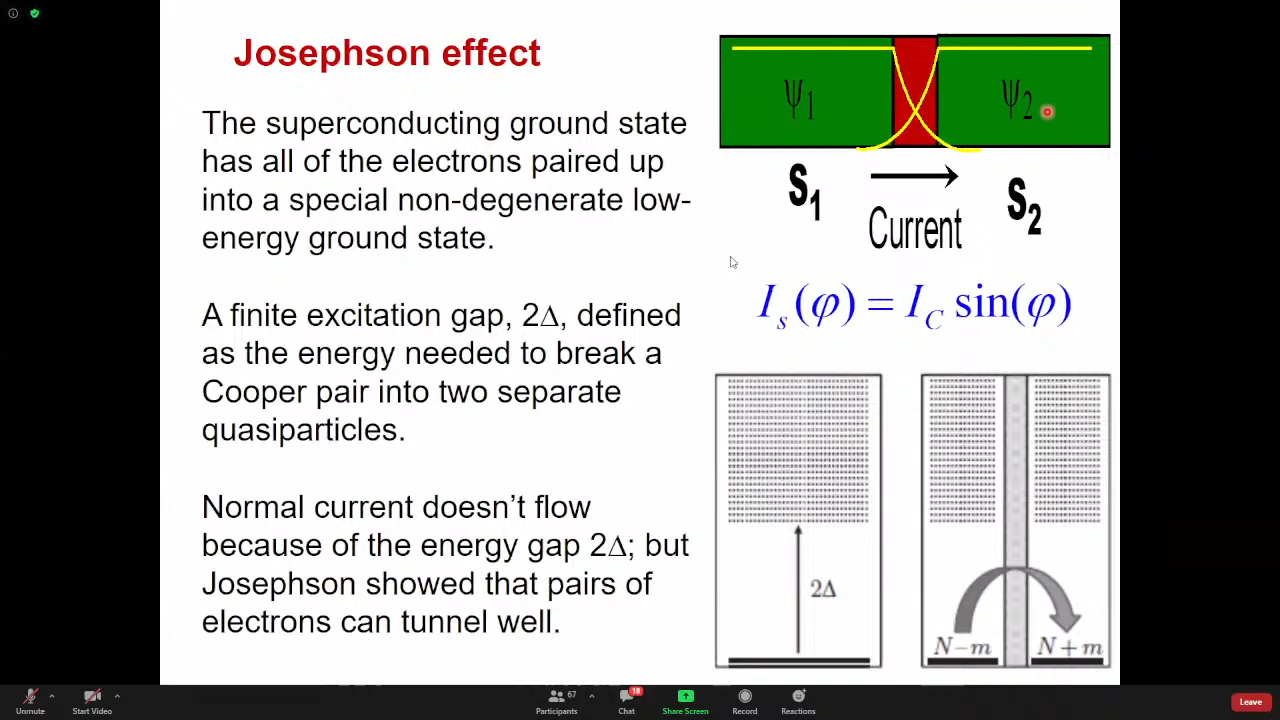 Josephson effect
The superconducting ground state
has all of the electrons paired up
into a special non-degenerate low-
energy ground state.
A finite excitation gap, 2Δ, defined
as the energy needed to break a
Cooper pair into two separate
quasiparticles.
Normal current doesn't flow
because of the energy gap 2Δ; but
Josephson showed that pairs of
electrons can tunnel well.
ψ1 ψ2
S1 S2
Current
Is(φ) = IC sin(φ)
2Δ
N−m N+m
Unmute Start Video 67 Participants 18 Chat Share Screen Record Reactions Leave